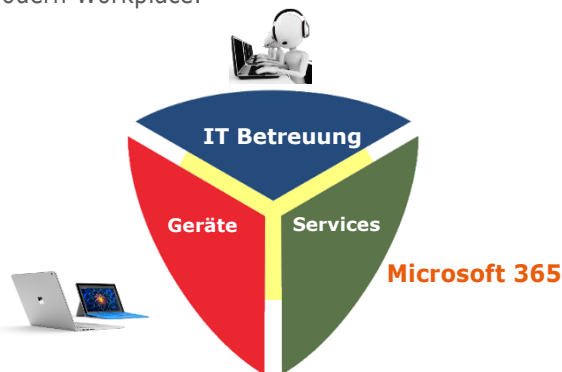 odern Workplace.
IT Betreuung
Geräte
Services
Microsoft 365